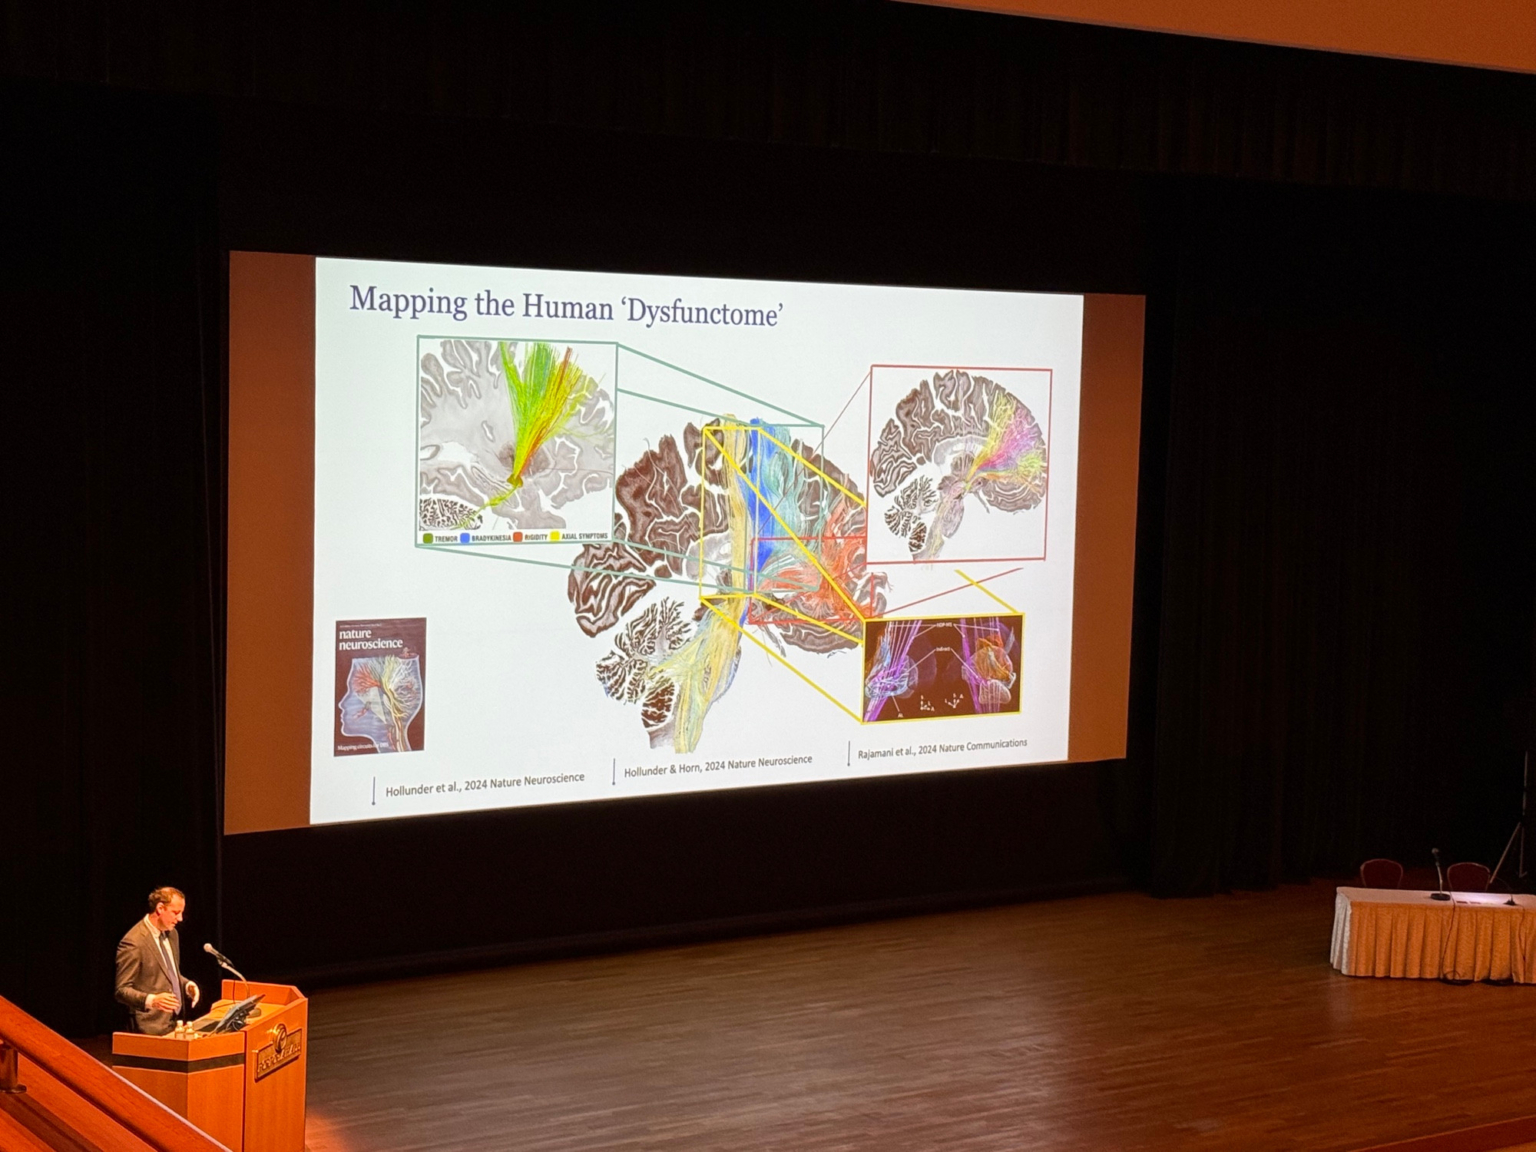 Mapping the Human ‘Dysfunctome’
TREMOR BRADYKINESIA RIGIDITY AXIAL SYMPTOMS
nature
neuroscience
Hollunder et al., 2024 Nature Neuroscience
Hollunder & Horn, 2024 Nature Neuroscience
Rajamani et al., 2024 Nature Communications